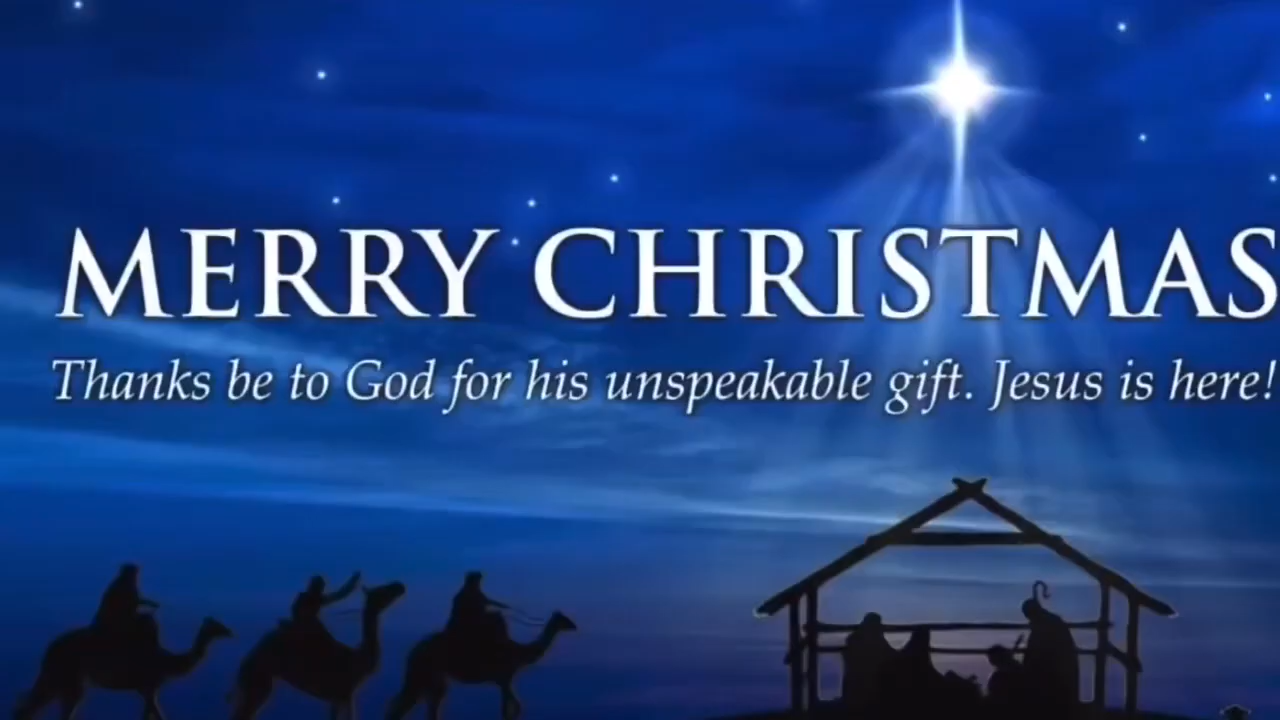 MERRY CHRISTMAS
Thanks be to God for his unspeakable gift. Jesus is here!